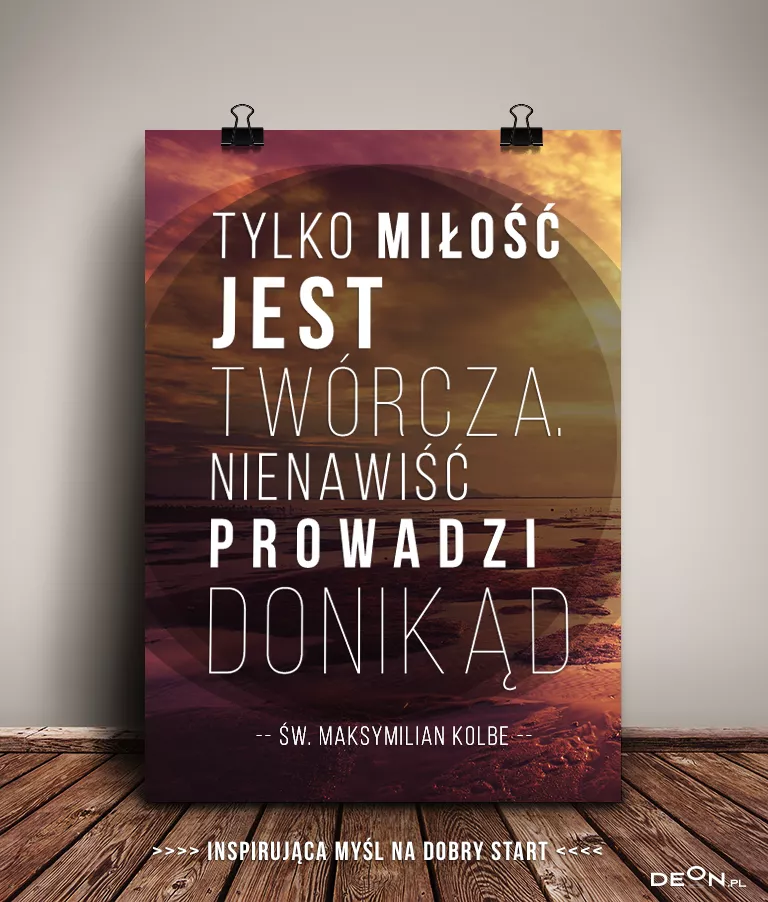 TYLKO MIŁOŚĆ
JEST
TWÓRCZA.
NIENAWIŚĆ
PROWADZI
DONIKĄD
-- ŚW. MAKSYMILIAN KOLBE --
>>>> INSPIRUJĄCA MYŚL NA DOBRY START <<<<
DEON.PL